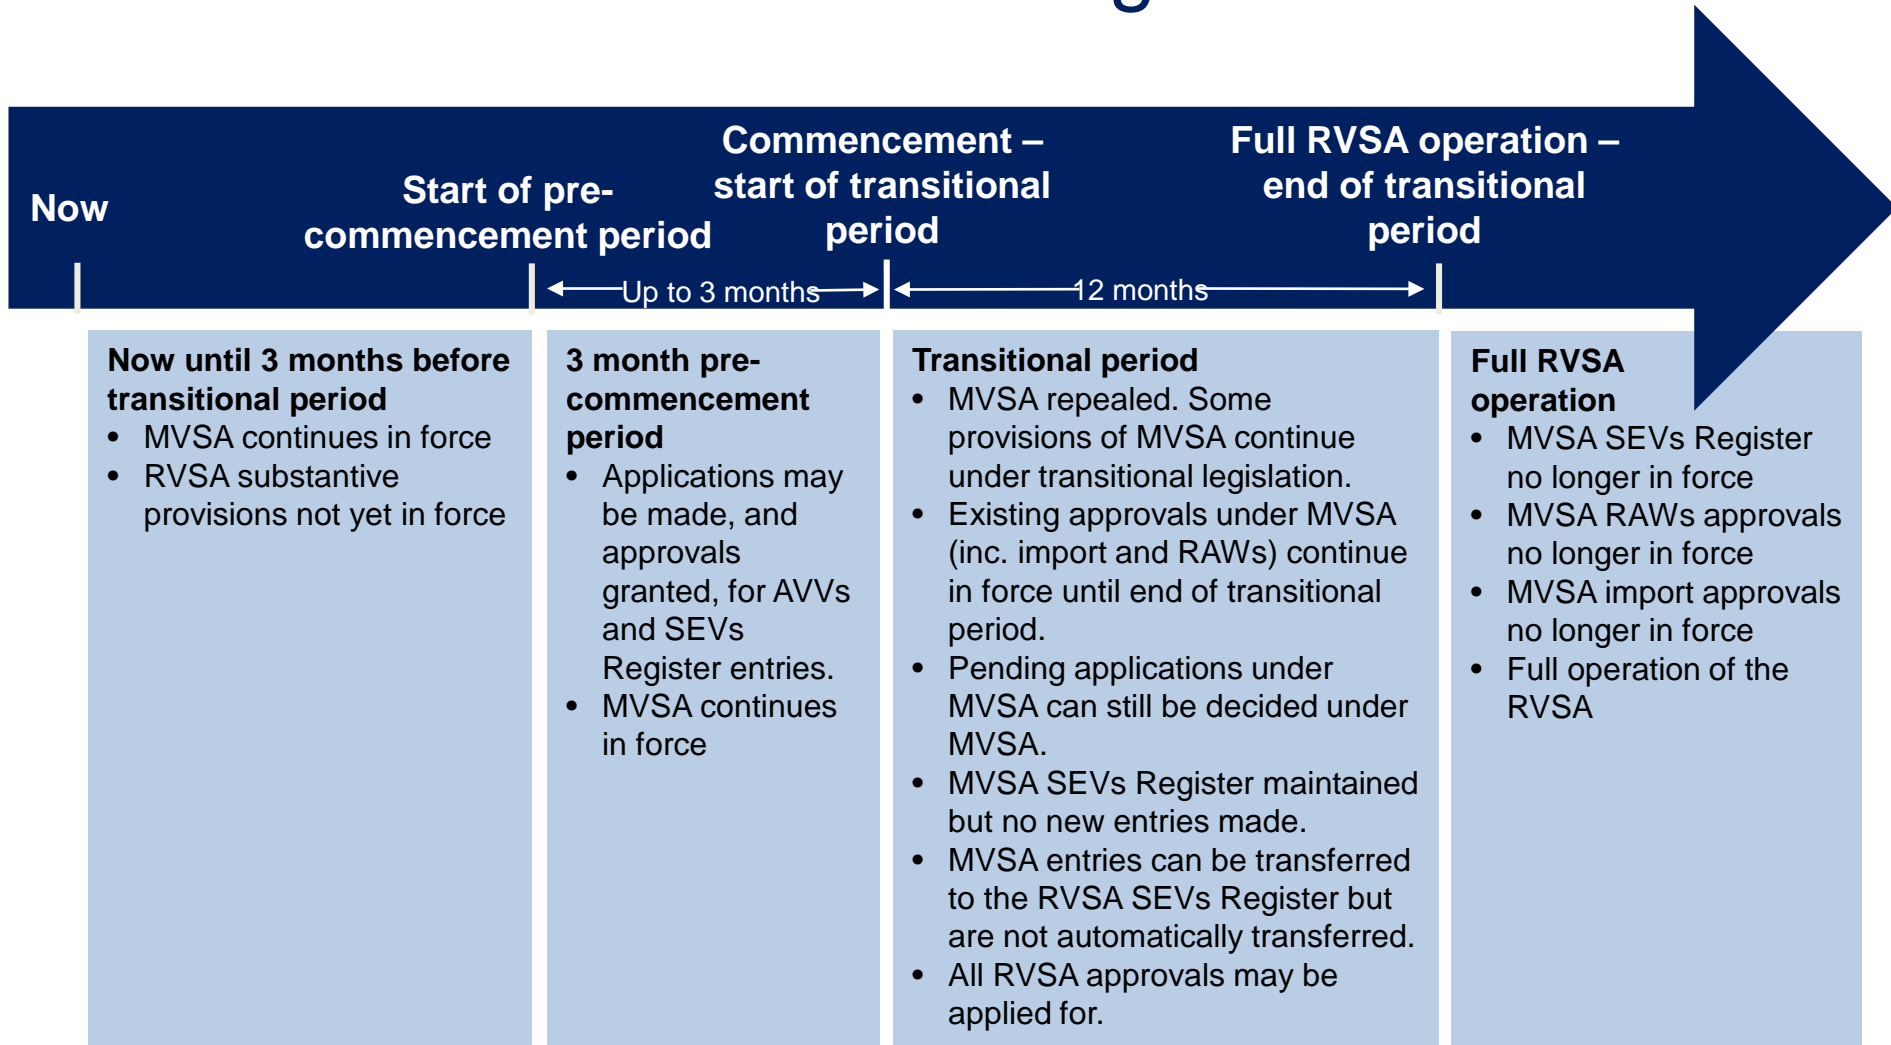 Now
Start of pre-
commencement period
Commencement –
start of transitional
period
Full RVSA operation –
end of transitional
period
Up to 3 months
12 months
Now until 3 months before
transitional period
• MVSA continues in force
• RVSA substantive
provisions not yet in force
3 month pre-
commencement
period
• Applications may
be made, and
approvals
granted, for AVVs
and SEVs
Register entries.
• MVSA continues
in force
Transitional period
• MVSA repealed. Some
provisions of MVSA continue
under transitional legislation.
• Existing approvals under MVSA
(inc. import and RAWs) continue
in force until end of transitional
period.
• Pending applications under
MVSA can still be decided under
MVSA.
• MVSA SEVs Register maintained
but no new entries made.
• MVSA entries can be transferred
to the RVSA SEVs Register but
are not automatically transferred.
• All RVSA approvals may be
applied for.
Full RVSA
operation
• MVSA SEVs Register
no longer in force
• MVSA RAWs approvals
no longer in force
• MVSA import approvals
no longer in force
• Full operation of the
RVSA